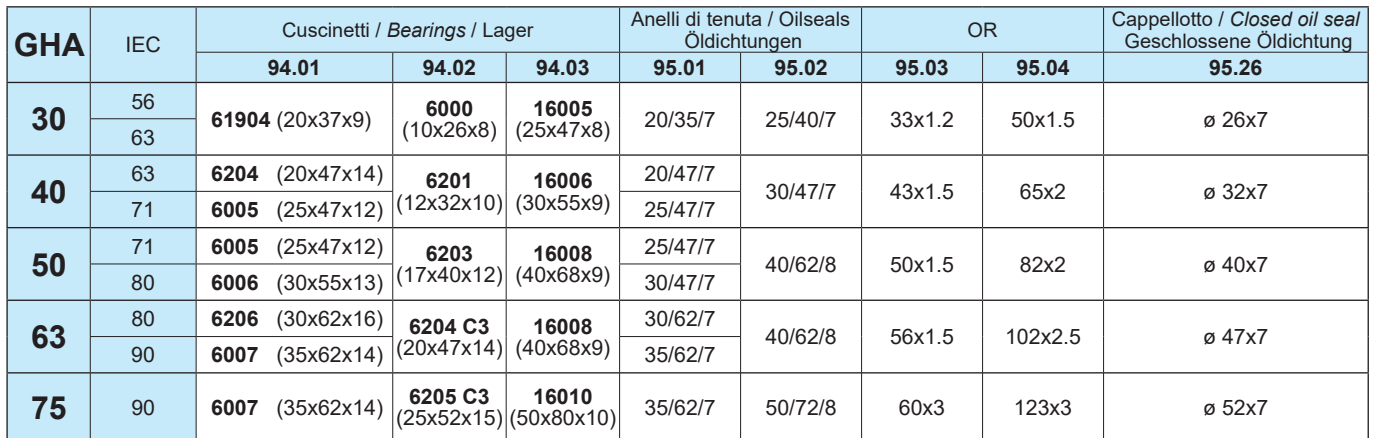 GHA IEC Cuscinetti / Bearings / Lager Anelli di tenuta / Oilseals Öldichtungen OR Cappellotto / Closed oil seal Geschlossene Öldichtung
94.01 94.02 94.03 95.01 95.02 95.03 95.04 95.26
30 56 61904 (20x37x9) 6000 (10x26x8) 16005 (25x47x8) 20/35/7 25/40/7 33x1.2 50x1.5 ø 26x7
63
40 63 6204 (20x47x14) 6201 (12x32x10) 16006 (30x55x9) 20/47/7 30/47/7 43x1.5 65x2 ø 32x7
71 6005 (25x47x12) 25/47/7
50 71 6005 (25x47x12) 6203 (17x40x12) 16008 (40x68x9) 25/47/7 40/62/8 50x1.5 82x2 ø 40x7
80 6006 (30x55x13) 30/47/7
63 80 6206 (30x62x16) 6204 C3 (20x47x14) 16008 (40x68x9) 30/62/7 40/62/8 56x1.5 102x2.5 ø 47x7
90 6007 (35x62x14) 35/62/7
75 90 6007 (35x62x14) 6205 C3 (25x52x15) 16010 (50x80x10) 35/62/7 50/72/8 60x3 123x3 ø 52x7